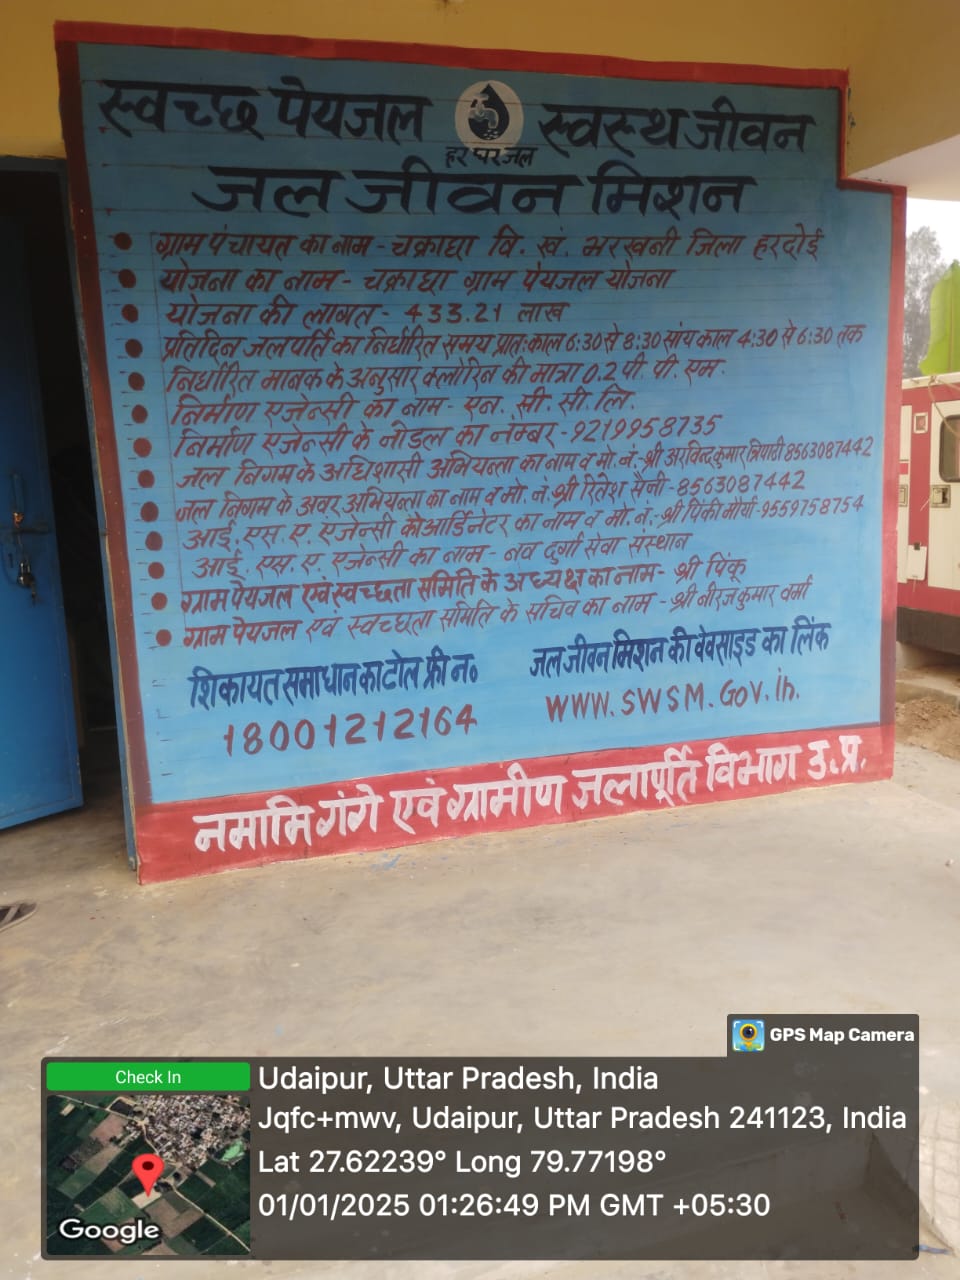 स्वच्छ पेयजल स्वस्थ जीवन
हर घर जल
जल जीवन मिशन
ग्राम पंचायत का नाम - चक्राघा वि. खं. भरखनी जिला हरदोई
योजना का नाम - चक्राघा ग्राम पेयजल योजना
योजना की लागत - 433.21 लाख
प्रतिदिन जलपर्ति का निर्धारित समय प्रातःकाल 6:30 से 8:30 सांय काल 4:30 से 6:30 तक
निर्धारित मानक के अनुसार क्लोरिन की मात्रा 0.2 पी. पी. एम.
निर्माण एजेन्सी का नाम - एन. सी. सी. लि.
निर्माण एजेन्सी के नोडल का नम्बर - 9219958735
जल निगम के अधिशासी अभियन्ता का नाम व मो. नं. श्री अरविन्द कुमार त्रिपाठी 8563087442
जल निगम के अवर अभियन्ता का नाम व मो. नं. श्री रितेश सैनी - 8563087442
आई. एस. ए. एजेन्सी कोआर्डिनेटर का नाम व मो. नं. - श्री पिंकी मौर्या - 9559758754
आई. एस. ए. एजेन्सी का नाम - नव दुर्गा सेवा संस्थान
ग्राम पेयजल एवं स्वच्छता समिति के अध्यक्ष का नाम - श्री पिंकू
ग्राम पेयजल एवं स्वच्छता समिति के सचिव का नाम - श्री बीरज कुमार वर्मा
शिकायत समाधान का टोल फ्री न०
18001212164
जल जीवन मिशन की वेवसाइड का लिंक
WWW.SWSM.Gov.in.
नमामि गंगे एवं ग्रामीण जलापूर्ति विभाग उ.प्र.
GPS Map Camera
Check In
Google
Udaipur, Uttar Pradesh, India
Jqfc+mwv, Udaipur, Uttar Pradesh 241123, India
Lat 27.62239° Long 79.77198°
01/01/2025 01:26:49 PM GMT +05:30